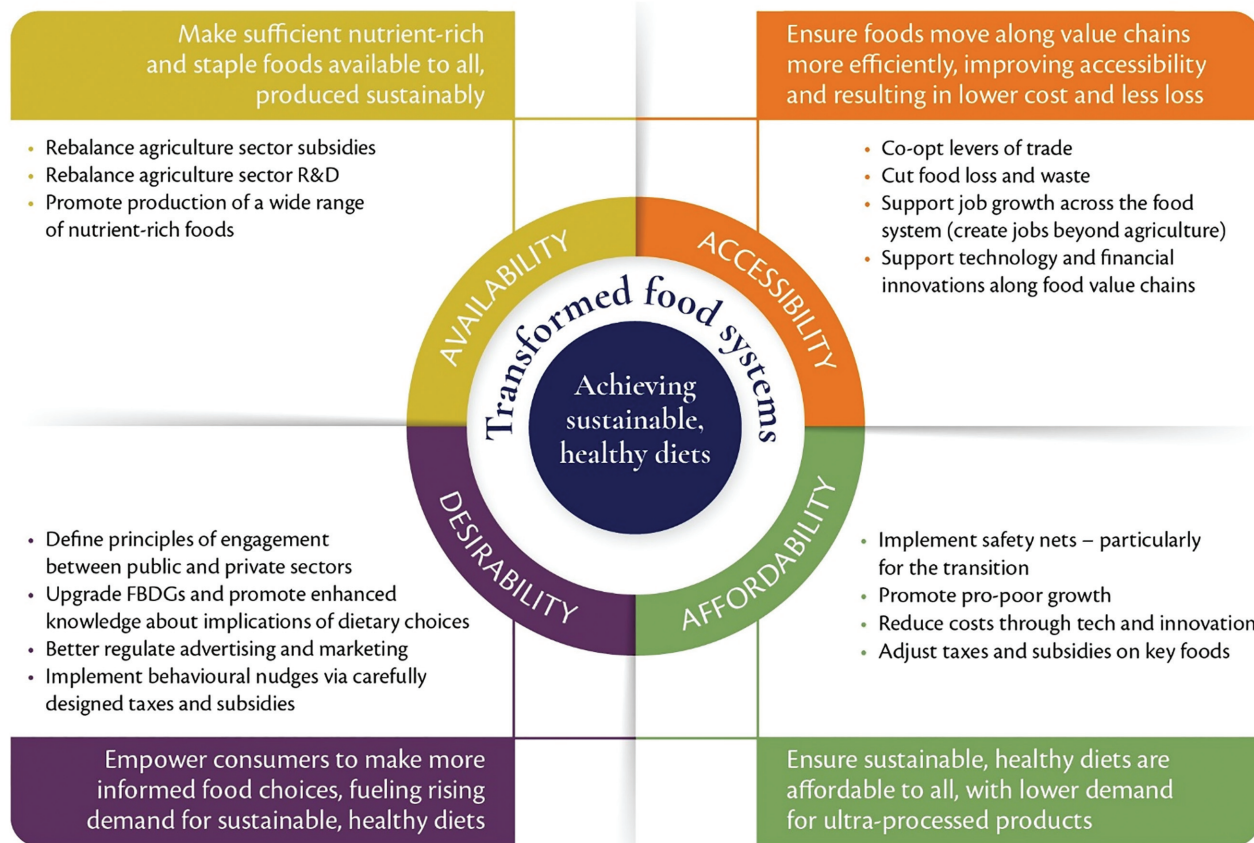 Make sufficient nutrient-rich
and staple foods available to all,
produced sustainably
• Rebalance agriculture sector subsidies
• Rebalance agriculture sector R&D
• Promote production of a wide range
of nutrient-rich foods
Ensure foods move along value chains
more efficiently, improving accessibility
and resulting in lower cost and less loss
• Co-opt levers of trade
• Cut food loss and waste
• Support job growth across the food
system (create jobs beyond agriculture)
• Support technology and financial
innovations along food value chains
AVAILABILITY
ACCESSIBILITY
Transformed food systems
Achieving
sustainable,
healthy diets
DESIRABILITY
AFFORDABILITY
• Define principles of engagement
between public and private sectors
• Upgrade FBDGs and promote enhanced
knowledge about implications of dietary choices
• Better regulate advertising and marketing
• Implement behavioural nudges via carefully
designed taxes and subsidies
Empower consumers to make more
informed food choices, fueling rising
demand for sustainable, healthy diets
• Implement safety nets – particularly
for the transition
• Promote pro-poor growth
• Reduce costs through tech and innovation
• Adjust taxes and subsidies on key foods
Ensure sustainable, healthy diets are
affordable to all, with lower demand
for ultra-processed products